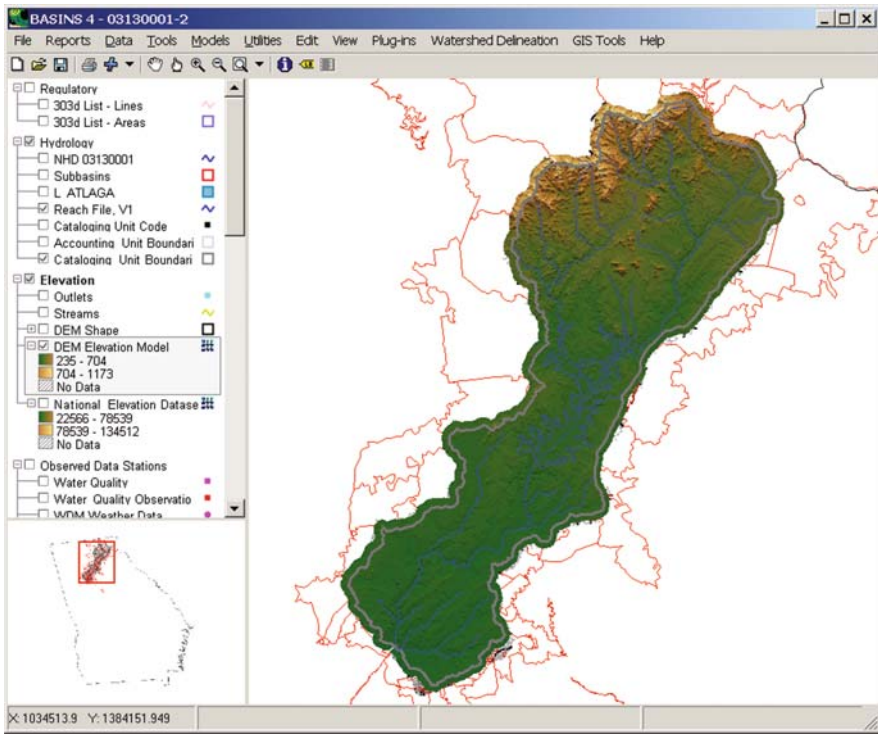 BASINS 4 - 03130001-2
File Reports Data Tools Models Utilities Edit View Plug-ins Watershed Delineation GIS Tools Help
Regulatory
303d List - Lines
303d List - Areas
Hydrology
NHD 03130001
Subbasins
L_ATLAGA
Reach File, V1
Cataloging Unit Code
Accounting Unit Boundari
Cataloging Unit Boundari
Elevation
Outlets
Streams
DEM Shape
DEM Elevation Model
235 - 704
704 - 1173
No Data
National Elevation Datase
22566 - 78539
78539 - 134512
No Data
Observed Data Stations
Water Quality
Water Quality Observatio
WDM Weather Data
X: 1034513.9 Y: 1384151.949